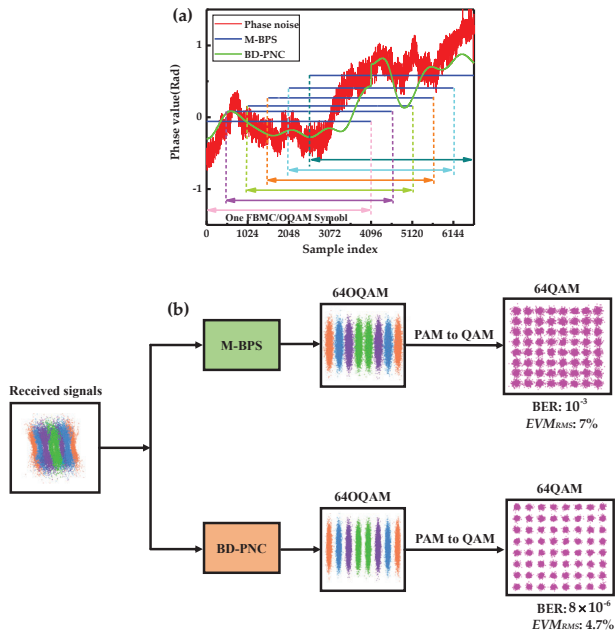 (a)
Phase noise
M-BPS
BD-PNC
Phase value(Rad)
1
0
-1
One FBMC/OQAM Symobl
0 1024 2048 3072 4096 5120 6144
Sample index
(b)
64OQAM
64QAM
M-BPS
PAM to QAM
BER: 10⁻³
EVMRMS: 7%
Received signals
64OQAM
64QAM
BD-PNC
PAM to QAM
BER: 8×10⁻⁶
EVMRMS: 4.7%